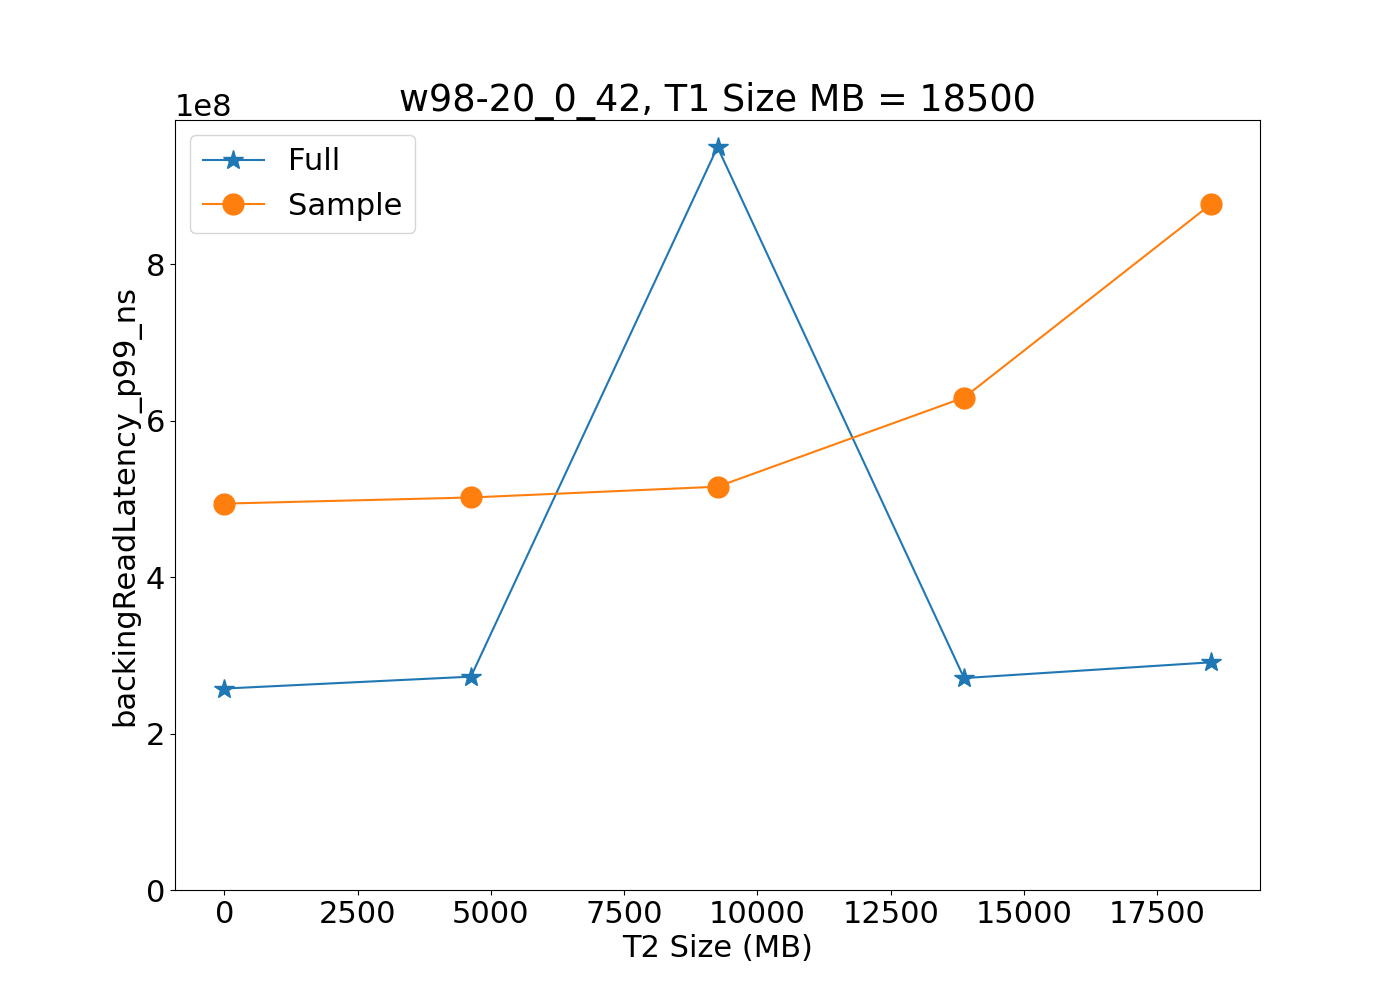 w98-20_0_42, T1 Size MB = 18500
1e8
Full
Sample
8
6
4
2
0
backingReadLatency_p99_ns
0 2500 5000 7500 10000 12500 15000 17500
T2 Size (MB)